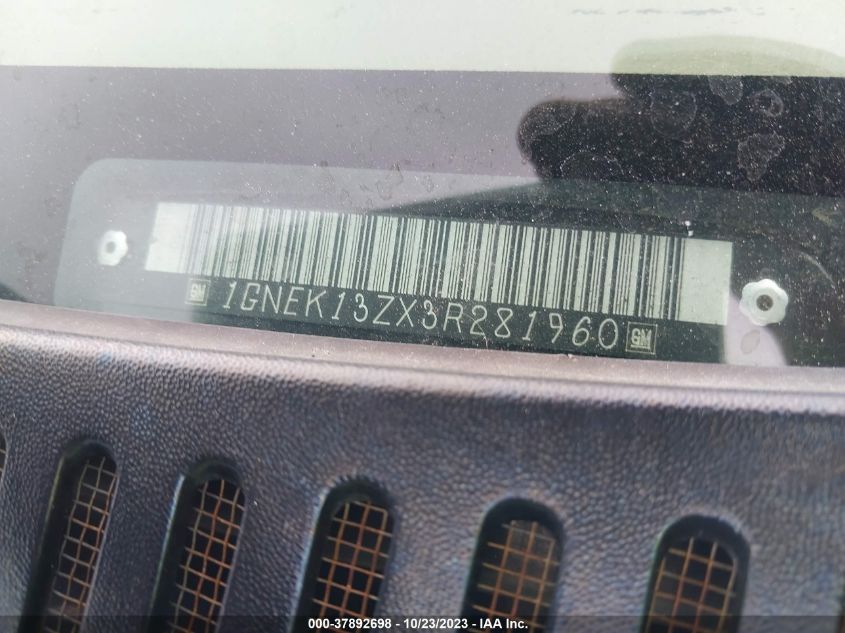 GM 1GNEK13ZX3R281960 GM
000-37892698 - 10/23/2023 - IAA Inc.